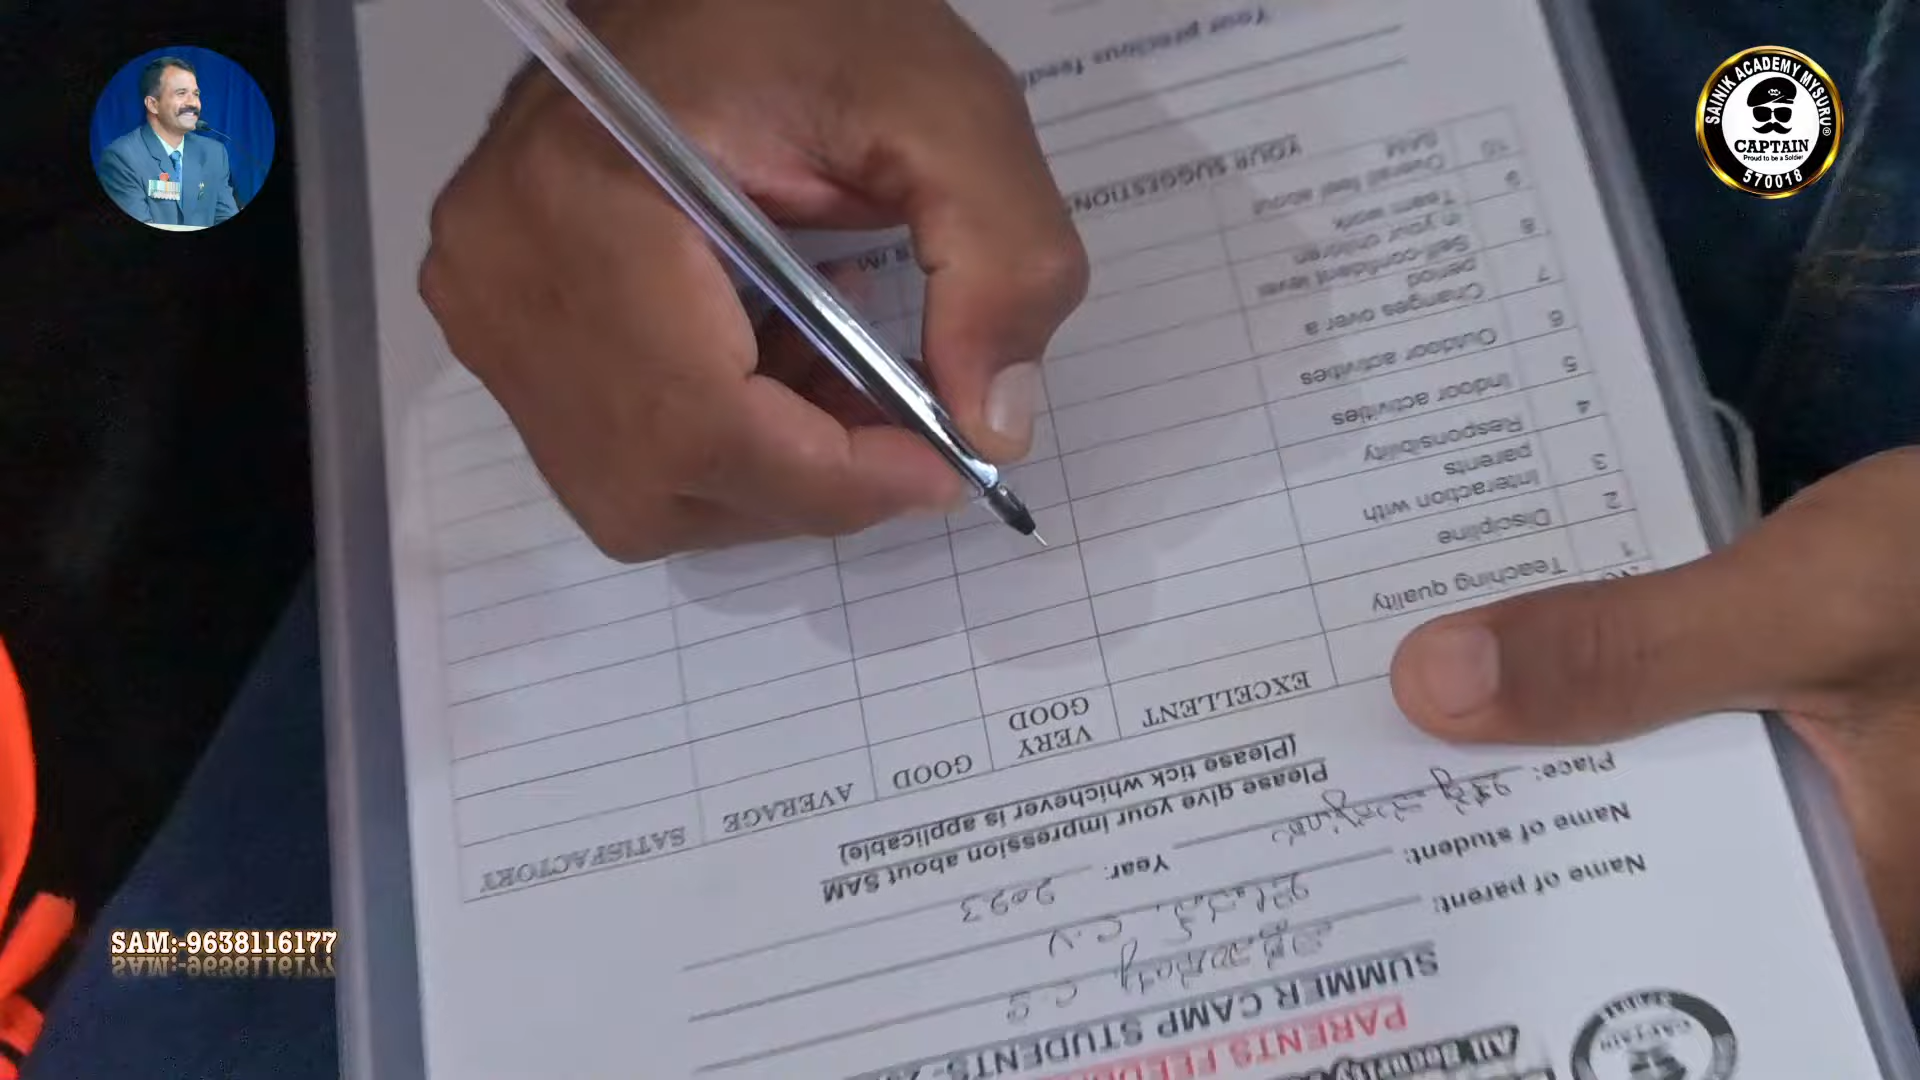 SAINIK ACADEMY MYSURU®
CAPTAIN
Proud to be a Soldier
570018
SAM:-9638116177
PARENTS
SUMMER CAMP STUDENTS
Name of parent:
Name of student:
C.V
Place:
Year: 2023
Please give your impression about SAM
(Please tick whichever is applicable)
EXCELLENT VERY GOOD GOOD AVERAGE SATISFACTORY
1 Teaching quality
2 Discipline
3 Interaction with parents
4 Responsibility
5 Indoor activities
6 Outdoor activities
7 Changes over a period
8 Self-confident level in your children
9 Team work
10 Overall feel about SAM
YOUR SUGGESTION
Your precious